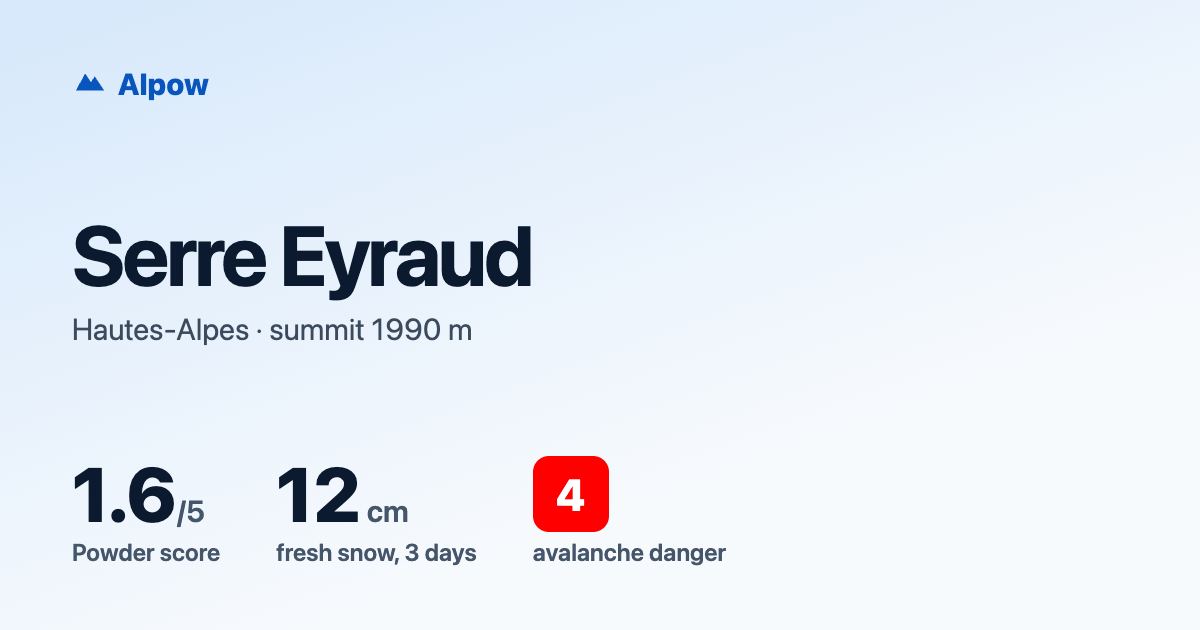 Alpow
Serre Eyraud
Hautes-Alpes · summit 1990 m
1.6/5
Powder score
12 cm
fresh snow, 3 days
4
avalanche danger